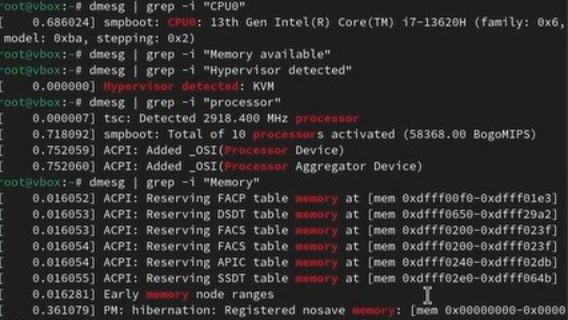 root@vbox:~# dmesg | grep -i "CPU0"
[    0.686024] smpboot: CPU0: 13th Gen Intel(R) Core(TM) i7-13620H (family: 0x6,
model: 0xba, stepping: 0x2)
root@vbox:~# dmesg | grep -i "Memory available"
root@vbox:~# dmesg | grep -i "Hypervisor detected"
[    0.000000] Hypervisor detected: KVM
root@vbox:~# dmesg | grep -i "processor"
[    0.000007] tsc: Detected 2918.400 MHz processor
[    0.718092] smpboot: Total of 10 processors activated (58368.00 BogoMIPS)
[    0.752059] ACPI: Added _OSI(Processor Device)
[    0.752060] ACPI: Added _OSI(Processor Aggregator Device)
root@vbox:~# dmesg | grep -i "Memory"
[    0.016052] ACPI: Reserving FACP table memory at [mem 0xdfff00f0-0xdfff01e3]
[    0.016053] ACPI: Reserving DSDT table memory at [mem 0xdfff0650-0xdfff29a2]
[    0.016053] ACPI: Reserving FACS table memory at [mem 0xdfff0200-0xdfff023f]
[    0.016054] ACPI: Reserving FACS table memory at [mem 0xdfff0200-0xdfff023f]
[    0.016054] ACPI: Reserving APIC table memory at [mem 0xdfff0240-0xdfff02db]
[    0.016055] ACPI: Reserving SSDT table memory at [mem 0xdfff02e0-0xdfff064b]
[    0.016281] Early memory node ranges
[    0.361079] PM: hibernation: Registered nosave memory: [mem 0x00000000-0x0000